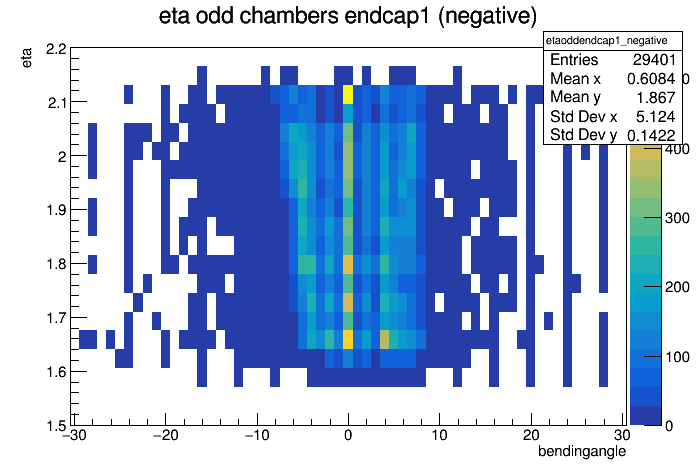 eta odd chambers endcap1 (negative)
eta
etaoddendcap1_negative
Entries 29401
Mean x 0.6084
Mean y 1.867
Std Dev x 5.124
Std Dev y 0.1422
2.2
2.1
2
1.9
1.8
1.7
1.6
1.5
0
400
300
200
100
0
−30 −20 −10 0 10 20 30
bendingangle